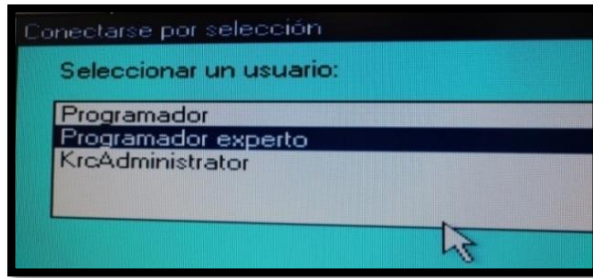 Conectarse por selección
Seleccionar un usuario:
Programador
Programador experto
KrcAdministrator